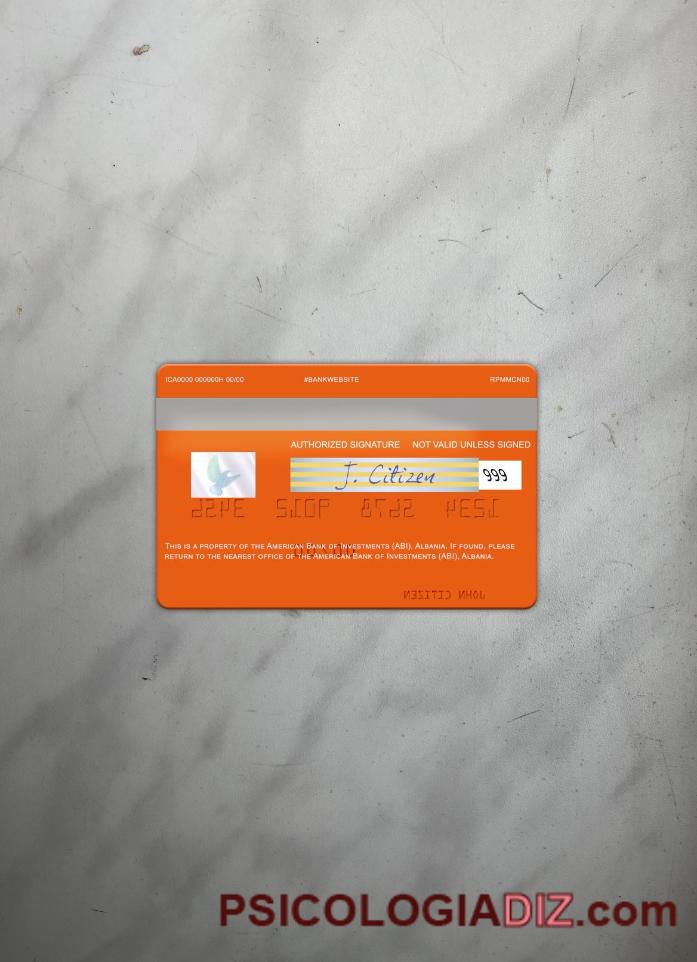 ICA0000 000000H 00/00 #BANKWEBSITE RPMMCN00
AUTHORIZED SIGNATURE NOT VALID UNLESS SIGNED
J. Citizen 999
THIS IS A PROPERTY OF THE AMERICAN BANK OF INVESTMENTS (ABI), ALBANIA. IF FOUND, PLEASE
RETURN TO THE NEAREST OFFICE OF THE AMERICAN BANK OF INVESTMENTS (ABI), ALBANIA.
JOHN CITIZEN
PSICOLOGIADIZ.com